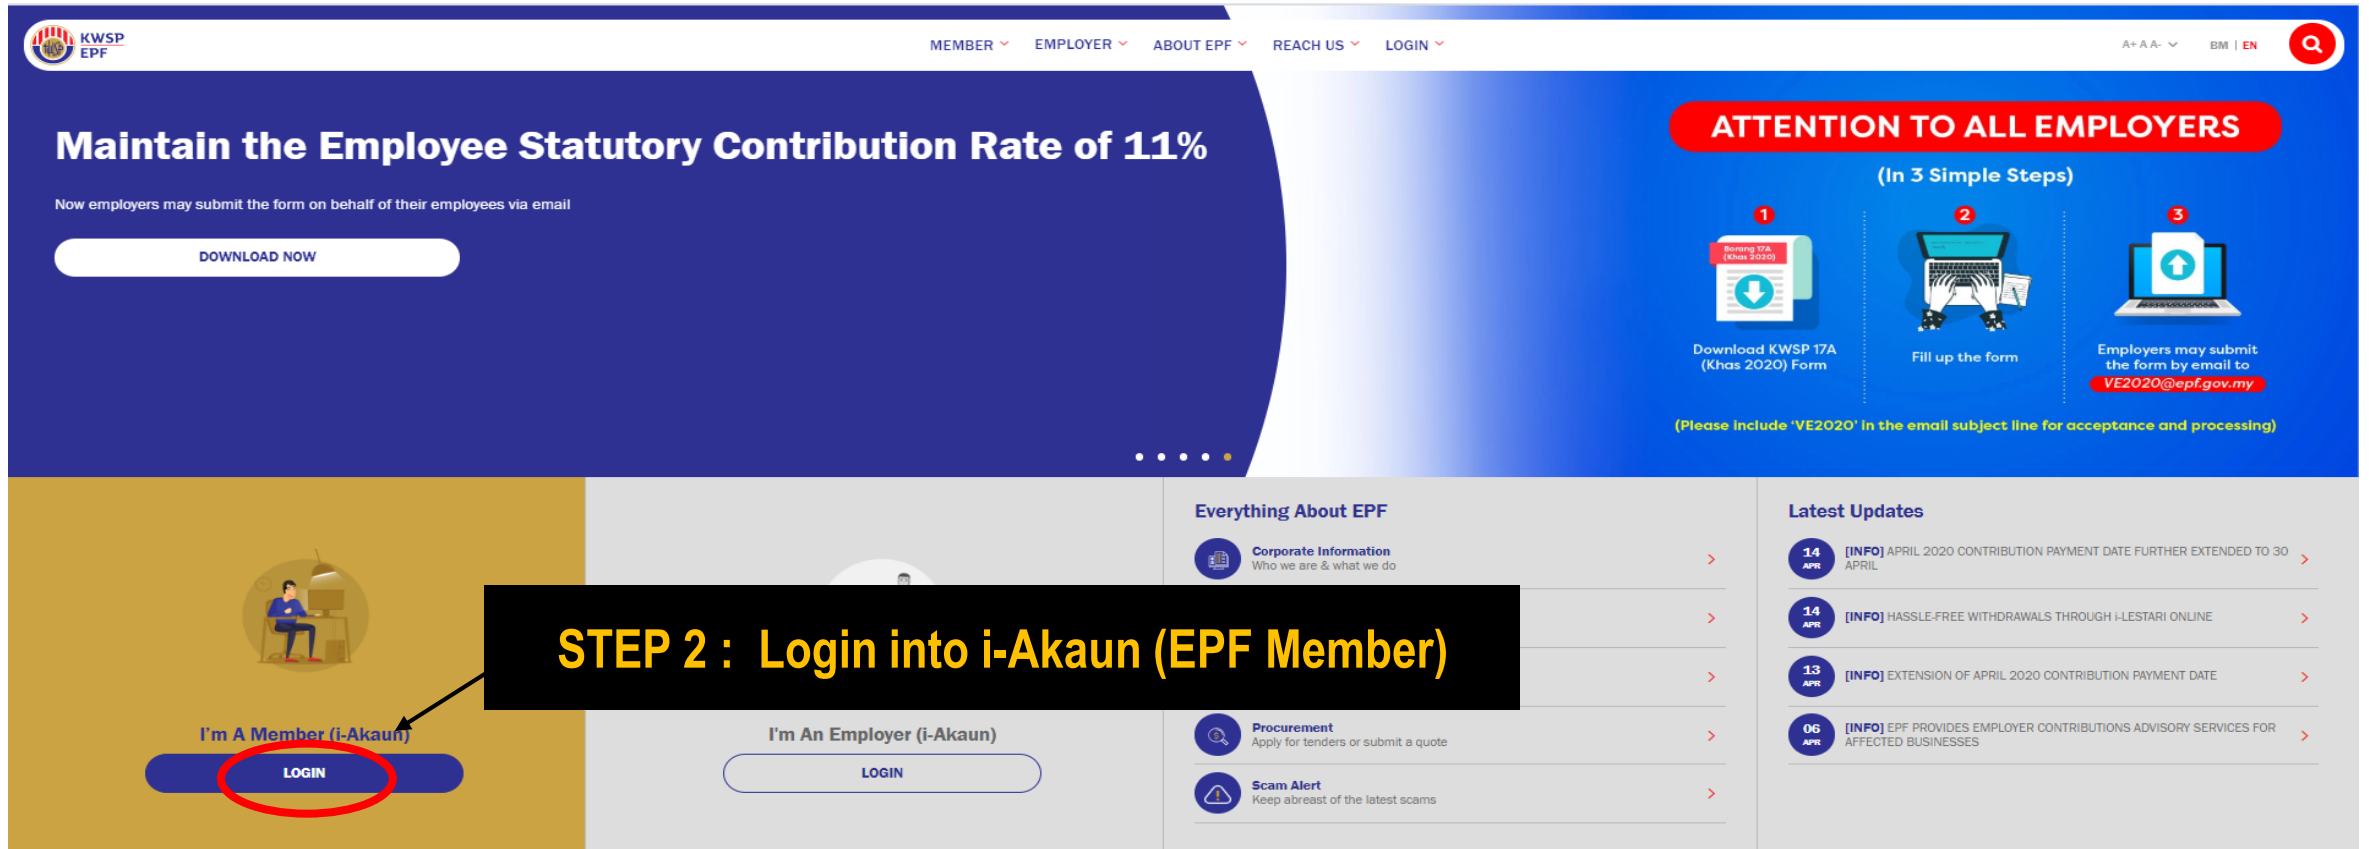 KWSP
EPF
MEMBER
EMPLOYER
ABOUT EPF
REACH US
LOGIN
A+ A A-
BM | EN
Maintain the Employee Statutory Contribution Rate of 11%
Now employers may submit the form on behalf of their employees via email
DOWNLOAD NOW
ATTENTION TO ALL EMPLOYERS
(In 3 Simple Steps)
1
Borang 17A
(Khas 2020)
Download KWSP 17A
(Khas 2020) Form
2
Fill up the form
3
Employers may submit
the form by email to
VE2020@epf.gov.my
(Please include 'VE2020' in the email subject line for acceptance and processing)
STEP 2 : Login into i-Akaun (EPF Member)
I'm A Member (i-Akaun)
LOGIN
I'm An Employer (i-Akaun)
LOGIN
Everything About EPF
Corporate Information
Who we are & what we do
Procurement
Apply for tenders or submit a quote
Scam Alert
Keep abreast of the latest scams
Latest Updates
14
APR
[INFO] APRIL 2020 CONTRIBUTION PAYMENT DATE FURTHER EXTENDED TO 30
APRIL
14
APR
[INFO] HASSLE-FREE WITHDRAWALS THROUGH i-LESTARI ONLINE
13
APR
[INFO] EXTENSION OF APRIL 2020 CONTRIBUTION PAYMENT DATE
06
APR
[INFO] EPF PROVIDES EMPLOYER CONTRIBUTIONS ADVISORY SERVICES FOR
AFFECTED BUSINESSES